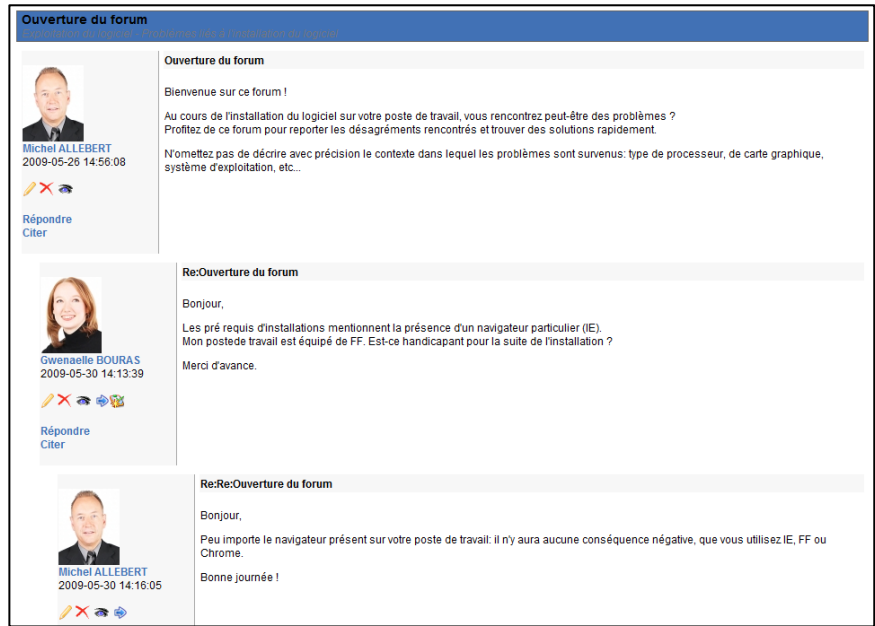 Ouverture du forum
Exploitation du logiciel - Problèmes liés à l'installation du logiciel
Ouverture du forum
Bienvenue sur ce forum !
Au cours de l'installation du logiciel sur votre poste de travail, vous rencontrez peut-être des problèmes ?
Profitez de ce forum pour reporter les désagréments rencontrés et trouver des solutions rapidement.
N'omettez pas de décrire avec précision le contexte dans lequel les problèmes sont survenus: type de processeur, de carte graphique,
système d'exploitation, etc...
Michel ALLEBERT
2009-05-26 14:56:08
Répondre
Citer
Re:Ouverture du forum
Bonjour,
Les pré requis d'installations mentionnent la présence d'un navigateur particulier (IE).
Mon postede travail est équipé de FF. Est-ce handicapant pour la suite de l'installation ?
Merci d'avance.
Gwenaelle BOURAS
2009-05-30 14:13:39
Répondre
Citer
Re:Re:Ouverture du forum
Bonjour,
Peu importe le navigateur présent sur votre poste de travail: il n'y aura aucune conséquence négative, que vous utilisez IE, FF ou
Chrome.
Bonne journée !
Michel ALLEBERT
2009-05-30 14:16:05